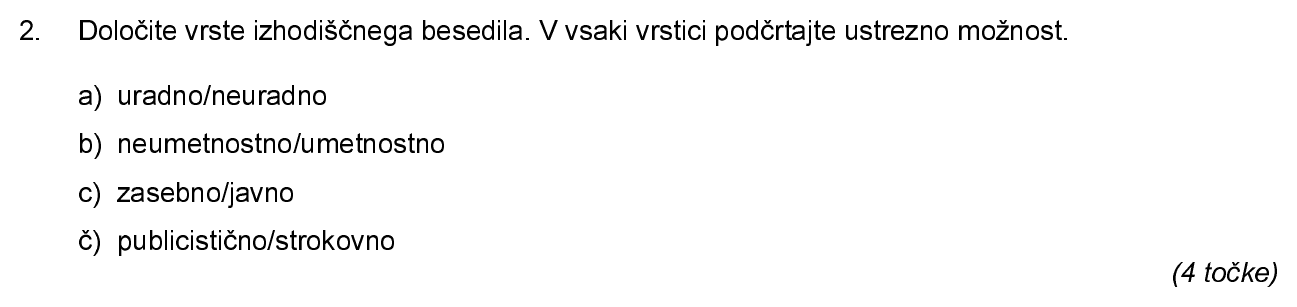 2. Določite vrste izhodiščnega besedila. V vsaki vrstici podčrtajte ustrezno možnost.
a) uradno/neuradno
b) neumetnostno/umetnostno
c) zasebno/javno
č) publicistično/strokovno
(4 točke)